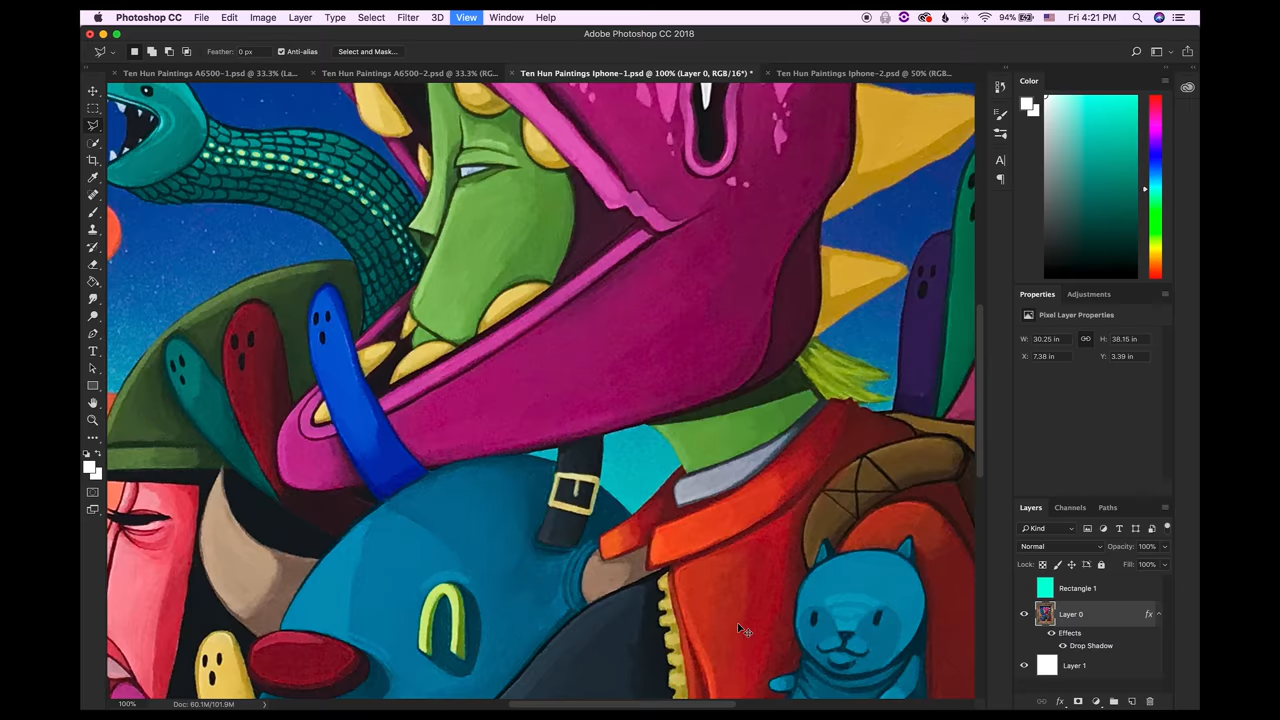 Photoshop CC File Edit Image Layer Type Select Filter 3D View Window Help 94% Fri 4:21 PM
Adobe Photoshop CC 2018
Feather: 0 px Anti-alias Select and Mask...
Ten Hun Paintings A6500-1.psd @ 33.3% (La... Ten Hun Paintings A6500-2.psd @ 33.3% (RG... Ten Hun Paintings Iphone-1.psd @ 100% (Layer 0, RGB/16*) * Ten Hun Paintings Iphone-2.psd @ 50% (RGB...
Color
Properties Adjustments
Pixel Layer Properties
W: 30.25 in H: 38.15 in
X: 7.38 in Y: 3.39 in
Layers Channels Paths
Kind
Normal Opacity: 100%
Lock: Fill: 100%
Rectangle 1
Layer 0 fx
Effects
Drop Shadow
Layer 1
100% Doc: 60.1M/101.9M